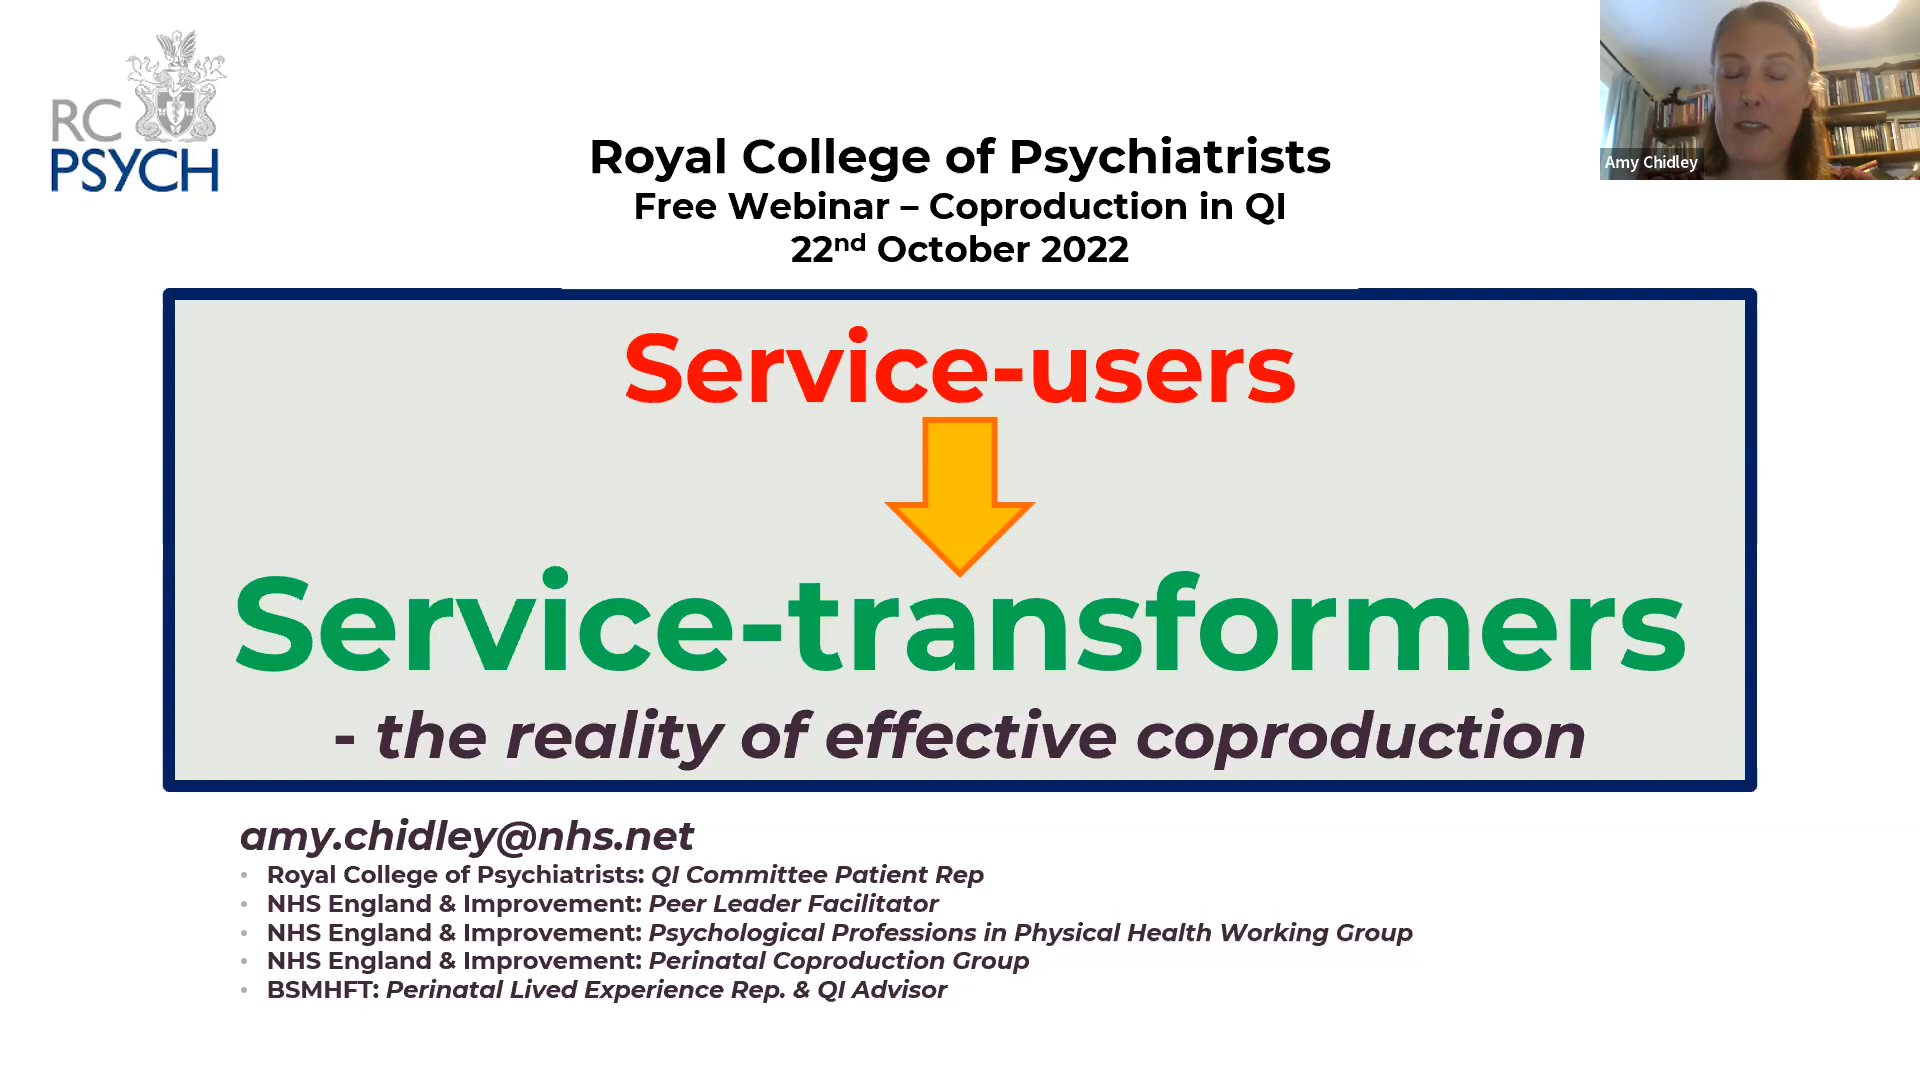 RC
PSYCH
Amy Chidley
Royal College of Psychiatrists
Free Webinar – Coproduction in QI
22nd October 2022
Service-users
Service-transformers
- the reality of effective coproduction
amy.chidley@nhs.net
• Royal College of Psychiatrists: QI Committee Patient Rep
• NHS England & Improvement: Peer Leader Facilitator
• NHS England & Improvement: Psychological Professions in Physical Health Working Group
• NHS England & Improvement: Perinatal Coproduction Group
• BSMHFT: Perinatal Lived Experience Rep. & QI Advisor